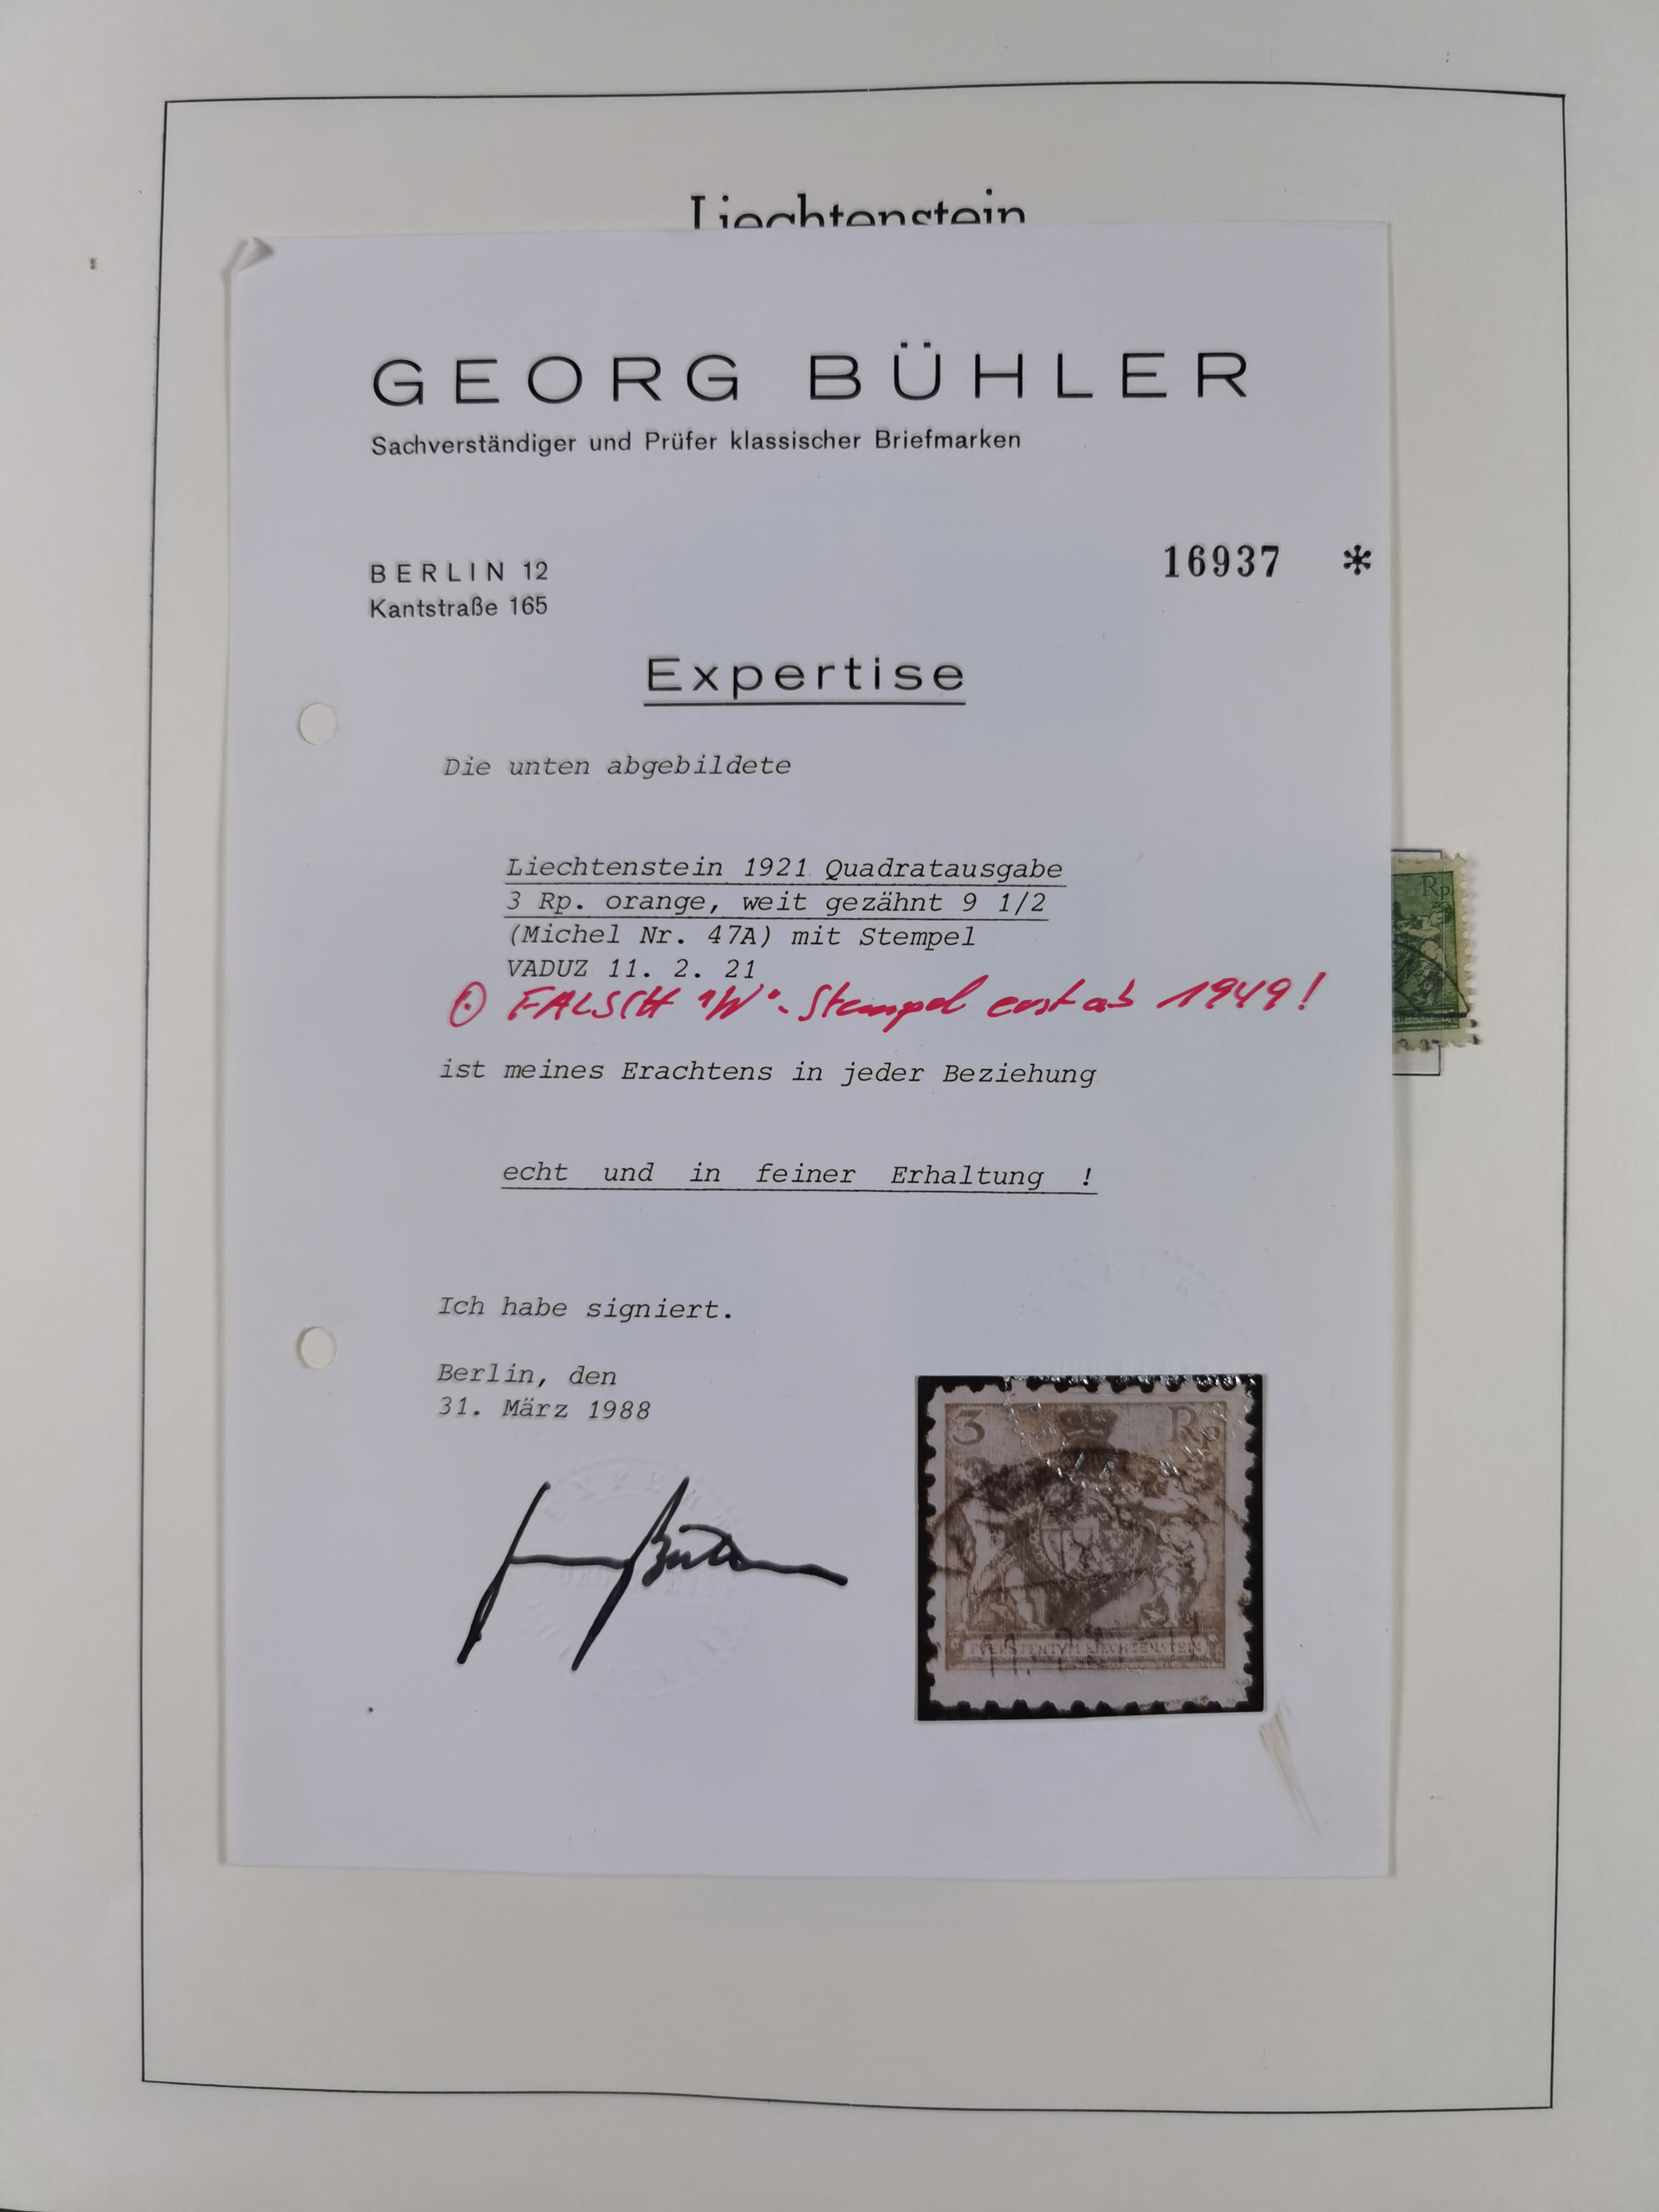 Liechtenstein
GEORG BÜHLER
Sachverständiger und Prüfer klassischer Briefmarken
BERLIN 12
Kantstraße 165
16937 *
Expertise
Die unten abgebildete
Liechtenstein 1921 Quadratausgabe
3 Rp. orange, weit gezähnt 9 1/2
(Michel Nr. 47A) mit Stempel
VADUZ 11. 2. 21
⊙ FALSCH "W"-Stempel erst ab 1949!
Rp
ist meines Erachtens in jeder Beziehung
echt und in feiner Erhaltung !
Ich habe signiert.
Berlin, den
31. März 1988
3 Rp